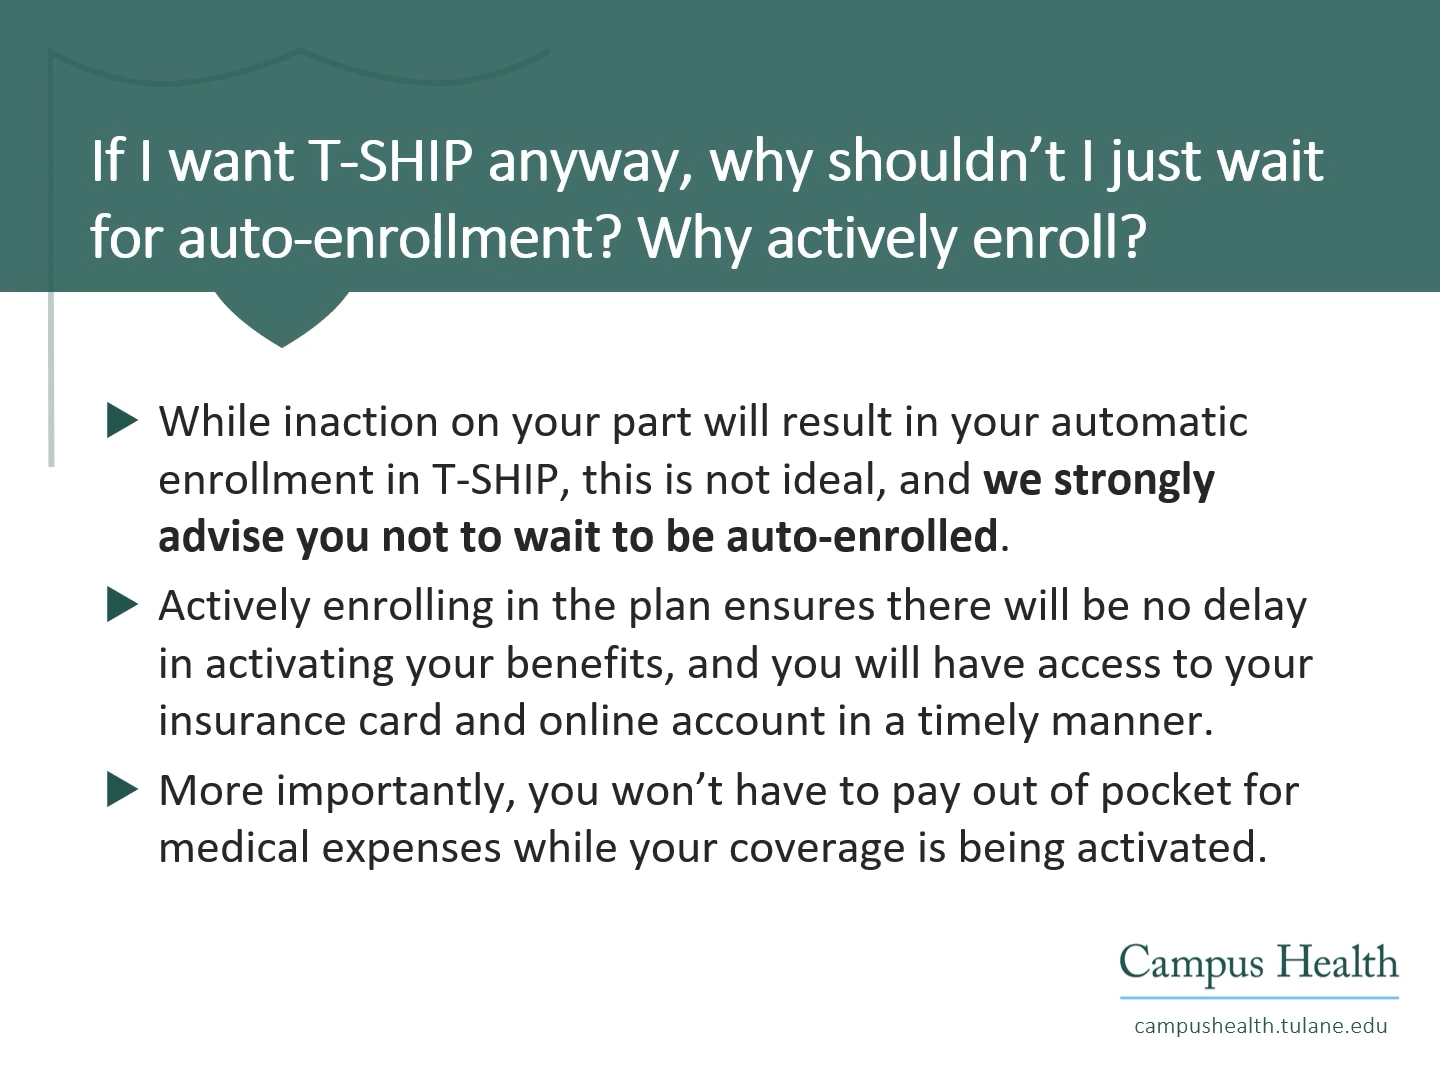 If I want T-SHIP anyway, why shouldn’t I just wait
for auto-enrollment? Why actively enroll?
While inaction on your part will result in your automatic
enrollment in T-SHIP, this is not ideal, and we strongly
advise you not to wait to be auto-enrolled.
Actively enrolling in the plan ensures there will be no delay
in activating your benefits, and you will have access to your
insurance card and online account in a timely manner.
More importantly, you won’t have to pay out of pocket for
medical expenses while your coverage is being activated.
Campus Health
campushealth.tulane.edu